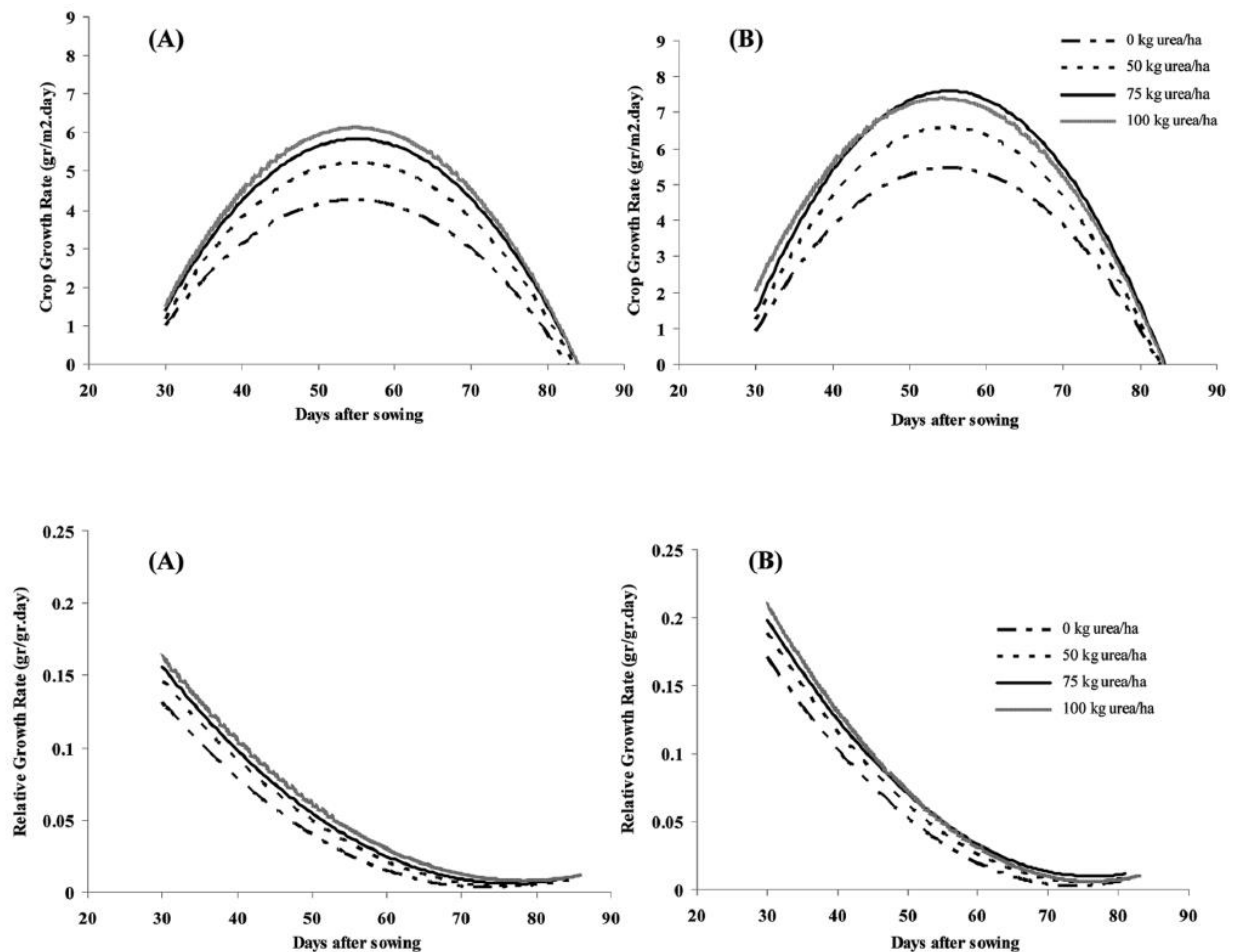 (A)
9
8
7
6
5
4
3
2
1
0
Crop Growth Rate (gr/m2.day)
20 30 40 50 60 70 80 90
Days after sowing
(B)
9
8
7
6
5
4
3
2
1
0
Crop Growth Rate (gr/m2.day)
20 30 40 50 60 70 80 90
Days after sowing
0 kg urea/ha
50 kg urea/ha
75 kg urea/ha
100 kg urea/ha
(A)
0.25
0.2
0.15
0.1
0.05
0
Relative Growth Rate (gr/gr.day)
20 30 40 50 60 70 80 90
Days after sowing
(B)
0.25
0.2
0.15
0.1
0.05
0
Relative Growth Rate (gr/gr.day)
20 30 40 50 60 70 80 90
Days after sowing
0 kg urea/ha
50 kg urea/ha
75 kg urea/ha
100 kg urea/ha